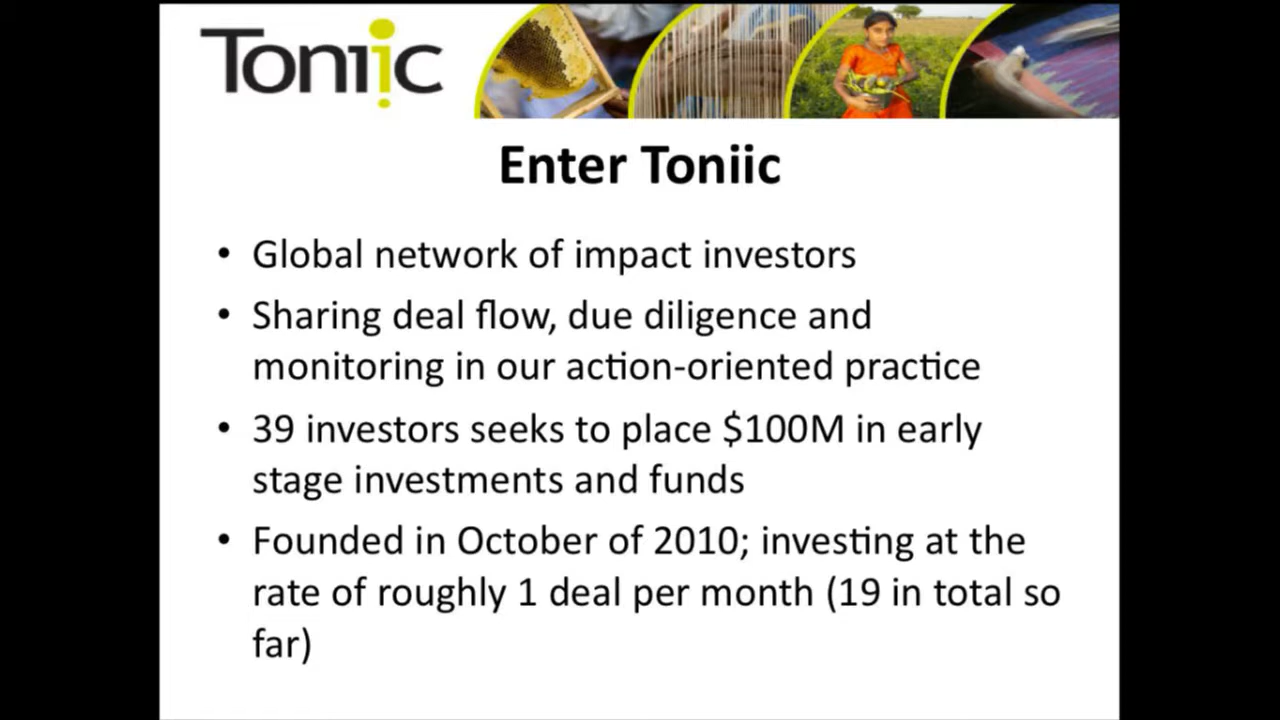 Toniic
Enter Toniic
• Global network of impact investors
• Sharing deal flow, due diligence and
monitoring in our action-oriented practice
• 39 investors seeks to place $100M in early
stage investments and funds
• Founded in October of 2010; investing at the
rate of roughly 1 deal per month (19 in total so
far)